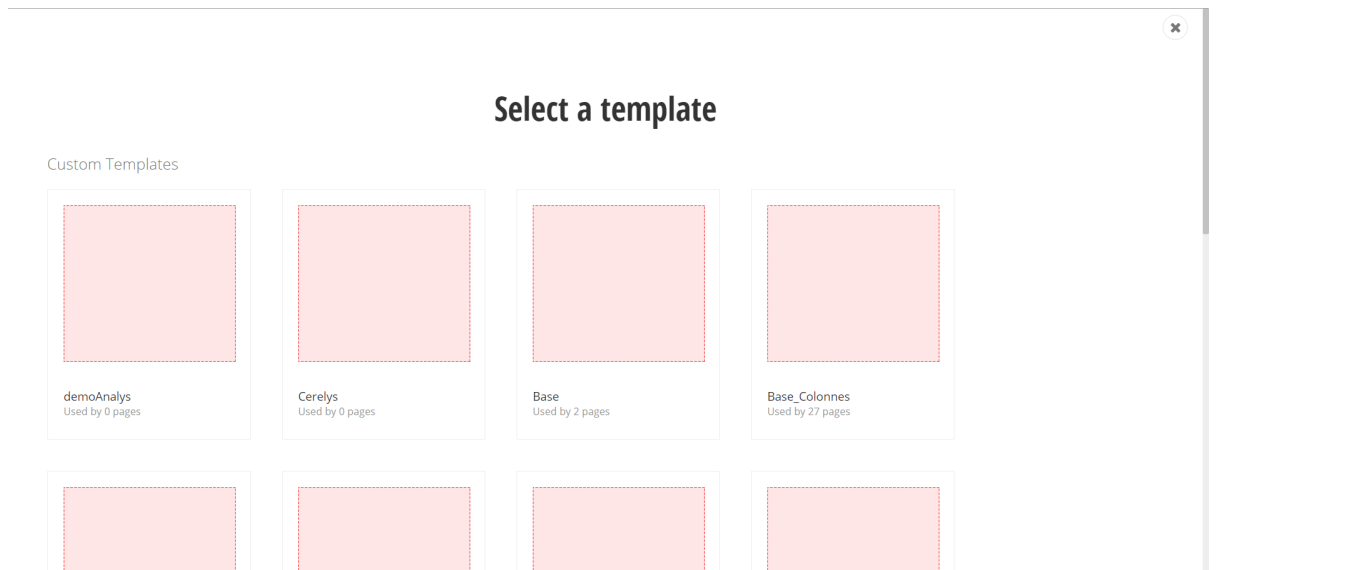 Select a template
Custom Templates
demoAnalys
Used by 0 pages
Cerelys
Used by 0 pages
Base
Used by 2 pages
Base_Colonnes
Used by 27 pages